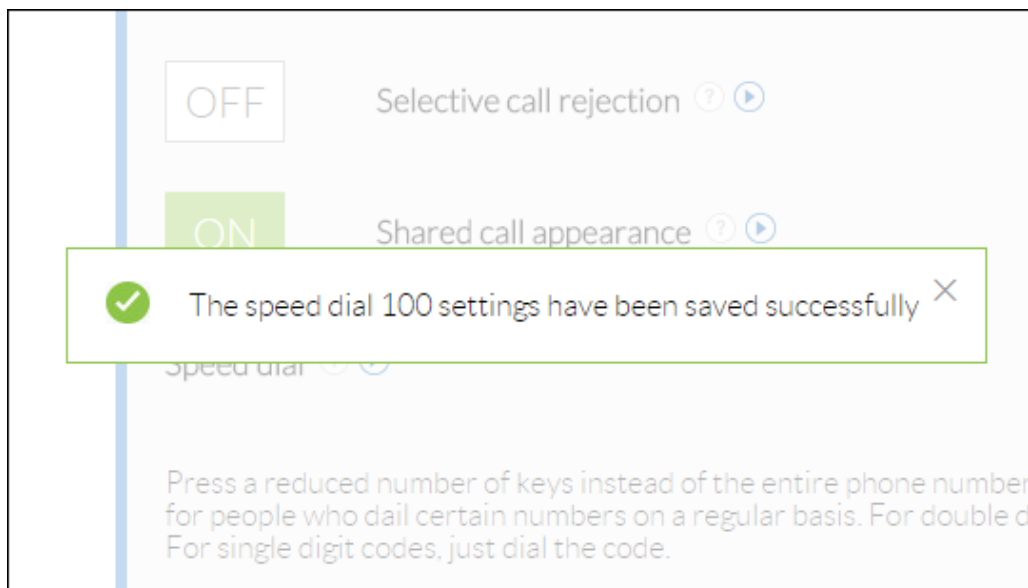 OFF
Selective call rejection ?
ON
Shared call appearance ?
The speed dial 100 settings have been saved successfully
Speed dial
Press a reduced number of keys instead of the entire phone number
for people who dail certain numbers on a regular basis. For double d
For single digit codes, just dial the code.